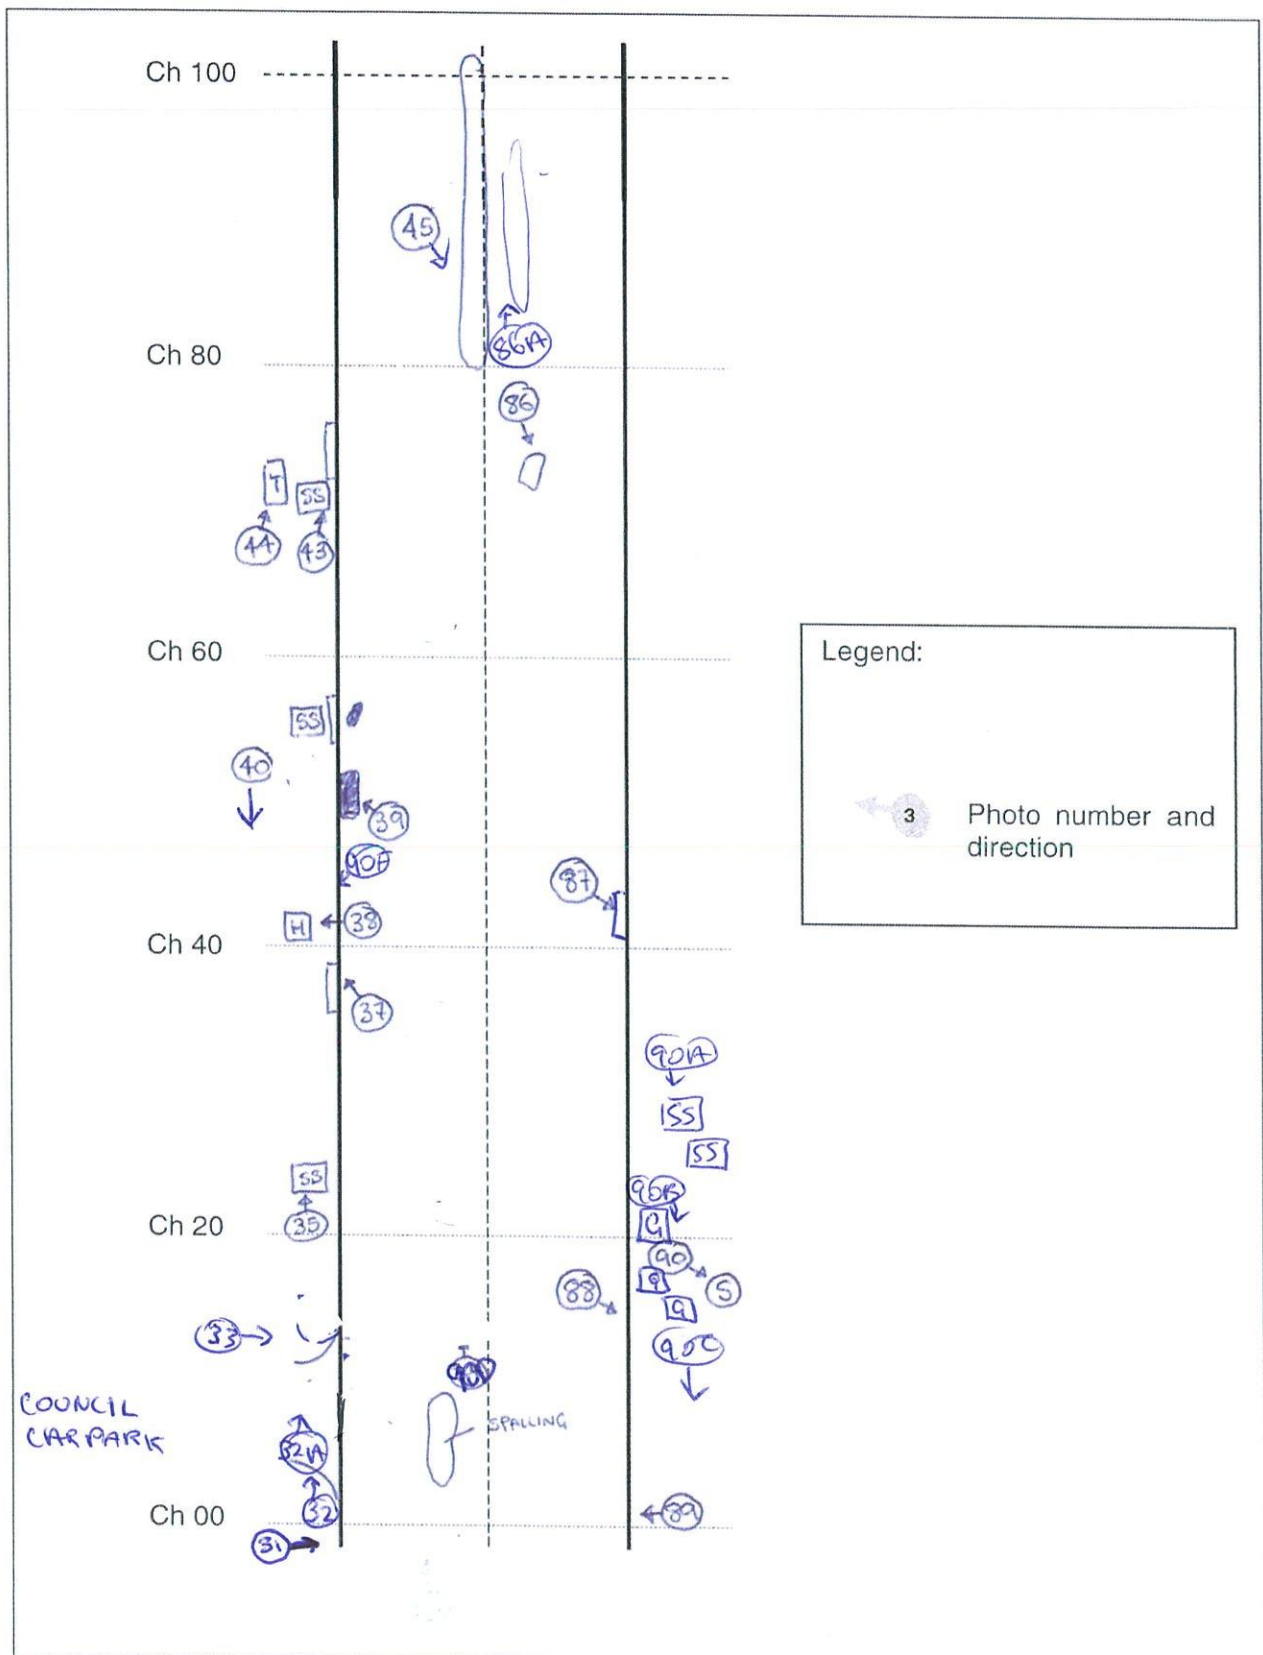 Ch 100
45
86A
Ch 80
86
T
SS
44
43
Ch 60
Legend:
SS
40
3
Photo number and
direction
39
90F
87
H
38
Ch 40
37
90A
SS
SS
SS
90B
35
G
Ch 20
90
88
S
G
33
90C
COUNCIL
CARPARK
SPALLING
32A
Ch 00
32
89
31